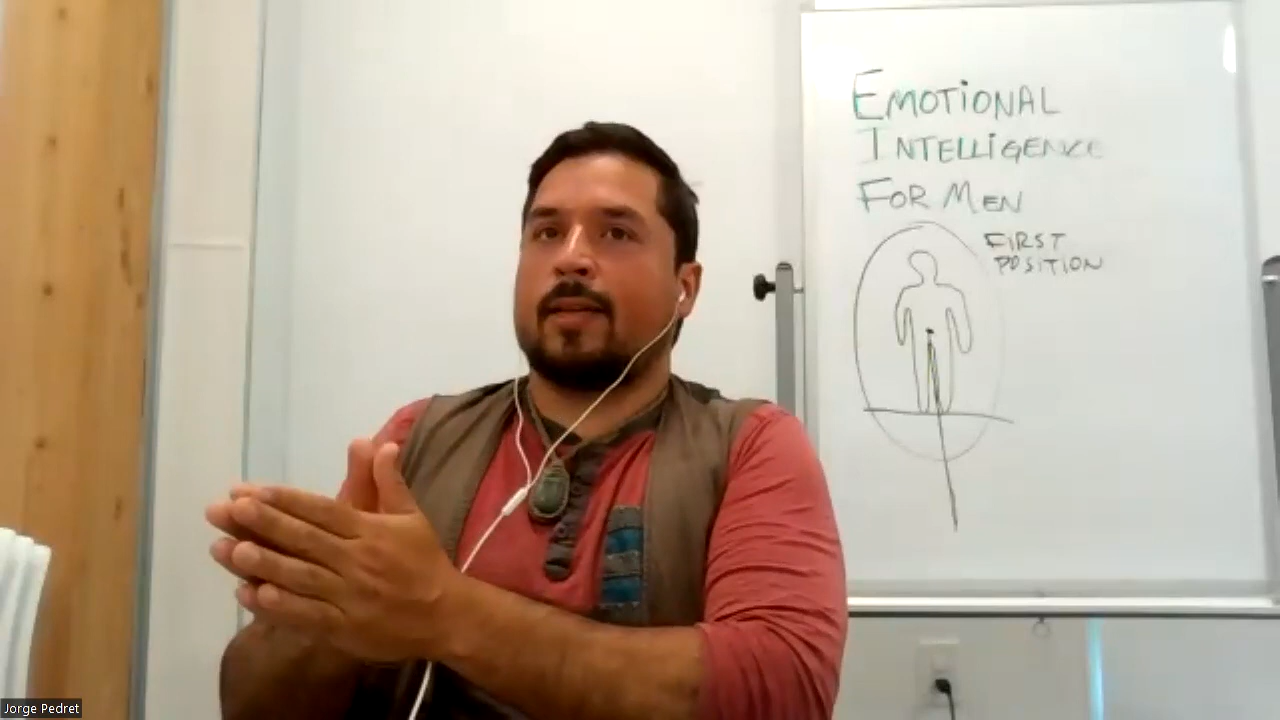 EMOTIONAL
INTELLIGENCE
FOR MEN
FIRST
POSITION
Jorge Pedret